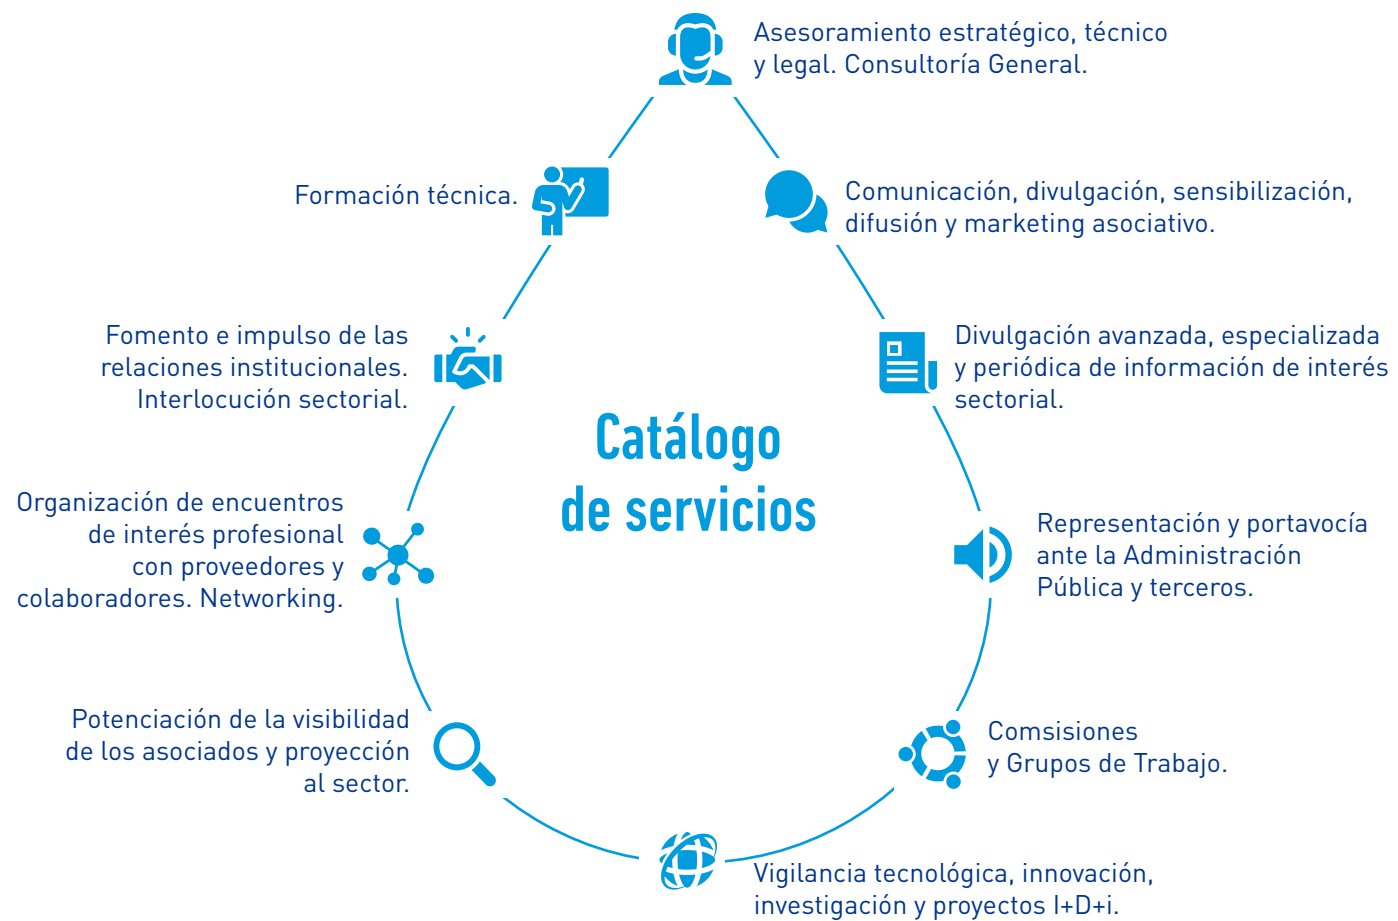 Asesoramiento estratégico, técnico
y legal. Consultoría General.
Formación técnica.
Comunicación, divulgación, sensibilización,
difusión y marketing asociativo.
Fomento e impulso de las
relaciones institucionales.
Interlocución sectorial.
Divulgación avanzada, especializada
y periódica de información de interés
sectorial.
Catálogo
de servicios
Organización de encuentros
de interés profesional
con proveedores y
colaboradores. Networking.
Representación y portavocía
ante la Administración
Pública y terceros.
Potenciación de la visibilidad
de los asociados y proyección
al sector.
Comsisiones
y Grupos de Trabajo.
Vigilancia tecnológica, innovación,
investigación y proyectos I+D+i.